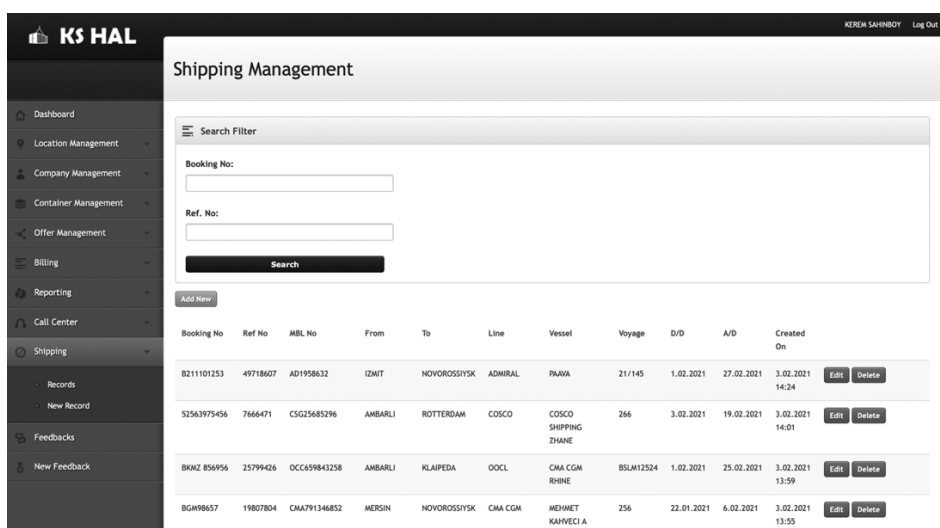 KS HAL
KEREM SAHINBOY Log Out
Shipping Management
Dashboard
Location Management
Company Management
Container Management
Offer Management
Billing
Reporting
Call Center
Shipping
Records
New Record
Feedbacks
New Feedback
Search Filter
Booking No:
Ref. No:
Search
Add New
Booking No Ref No MBL No From To Line Vessel Voyage D/D A/D Created
On
B211101253 49718607 AD1958632 IZMIT NOVOROSSIYSK ADMIRAL PAAVA 21/145 1.02.2021 27.02.2021 3.02.2021 Edit Delete
14:24
52563975456 7666471 CSG25685296 AMBARLI ROTTERDAM COSCO COSCO 266 3.02.2021 19.02.2021 3.02.2021 Edit Delete
SHIPPING 14:01
ZHANE
BKMZ 856956 25799426 OCC659843258 AMBARLI KLAIPEDA OOCL CMA CGM BSLM12524 1.02.2021 25.02.2021 3.02.2021 Edit Delete
RHINE 13:59
BGM98657 19807804 CMA791346852 MERSIN NOVOROSSIYSK CMA CGM MEHMET 256 22.01.2021 6.02.2021 3.02.2021 Edit Delete
KAHVECI A 13:55